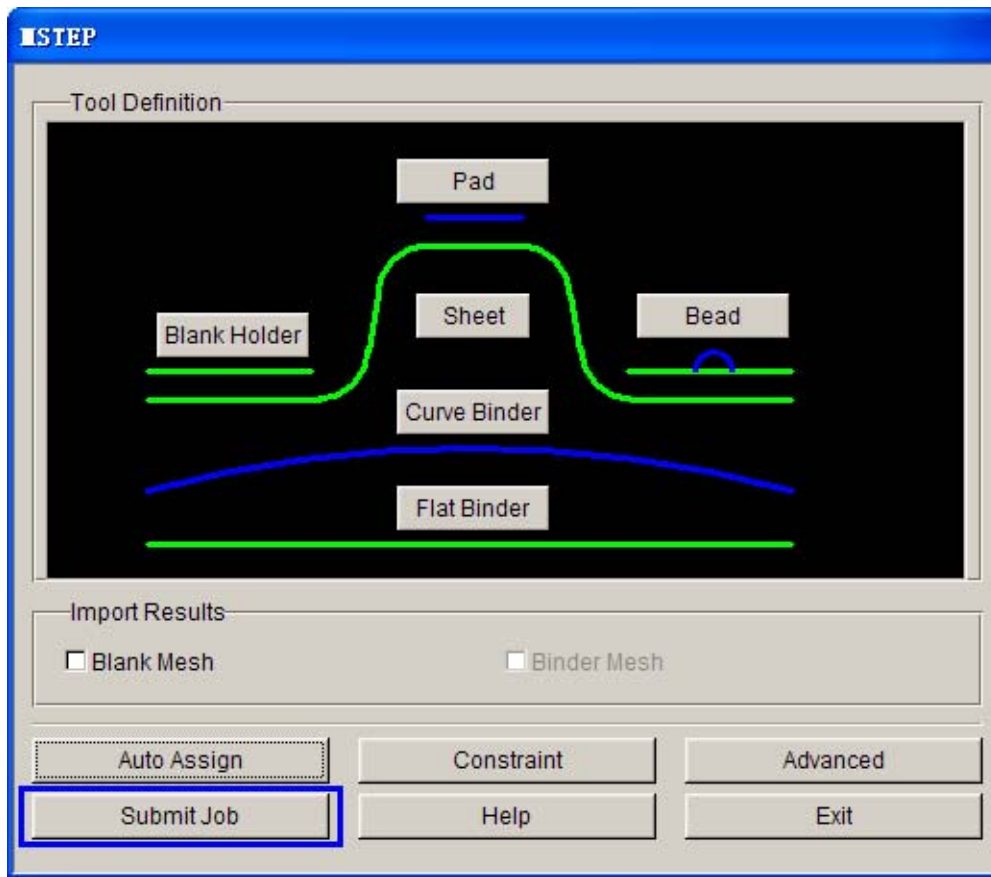 MSTEP
Tool Definition
Pad
Blank Holder
Sheet
Bead
Curve Binder
Flat Binder
Import Results
Blank Mesh
Binder Mesh
Auto Assign
Constraint
Advanced
Submit Job
Help
Exit